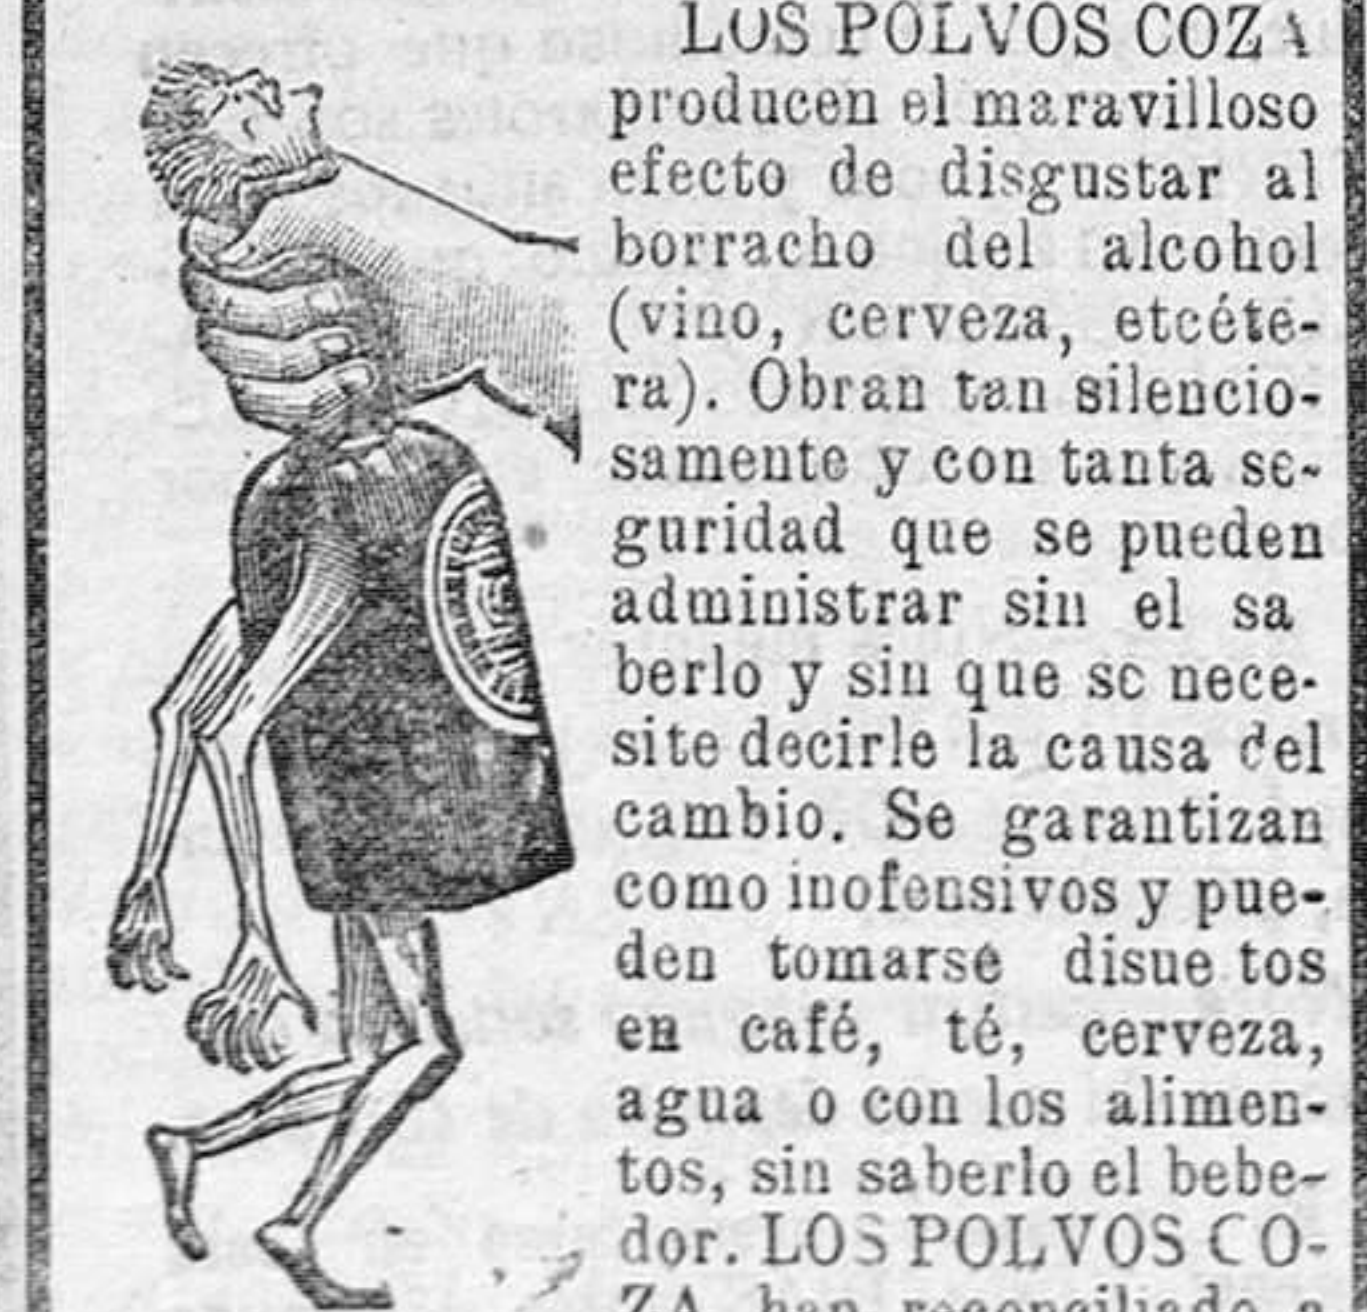 LOS POLVOS COZA
producen el maravilloso
efecto de disgustar al
borracho del alcohol
(vino, cerveza, etcéte-
ra). Obran tan silencio-
samente y con tanta se-
guridad que se pueden
administrar sin el sa
berlo y sin que se nece-
site decirle la causa del
cambio. Se garantizan
como inofensivos y pue-
den tomarse disue tos
en café, té, cerveza,
agua o con los alimen-
tos, sin saberlo el bebe-
dor. LOS POLVOS CO-
ZA han reconciliado a